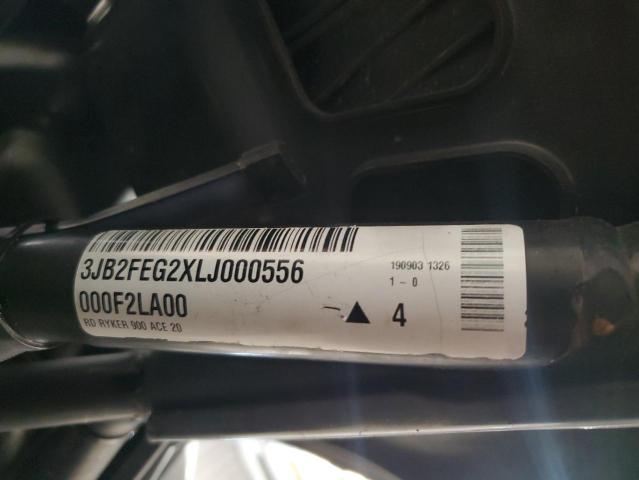 3JB2FEG2XLJ000556
000F2LA00
RD RYKER 900 ACE 20
190903 1326
1-0
4